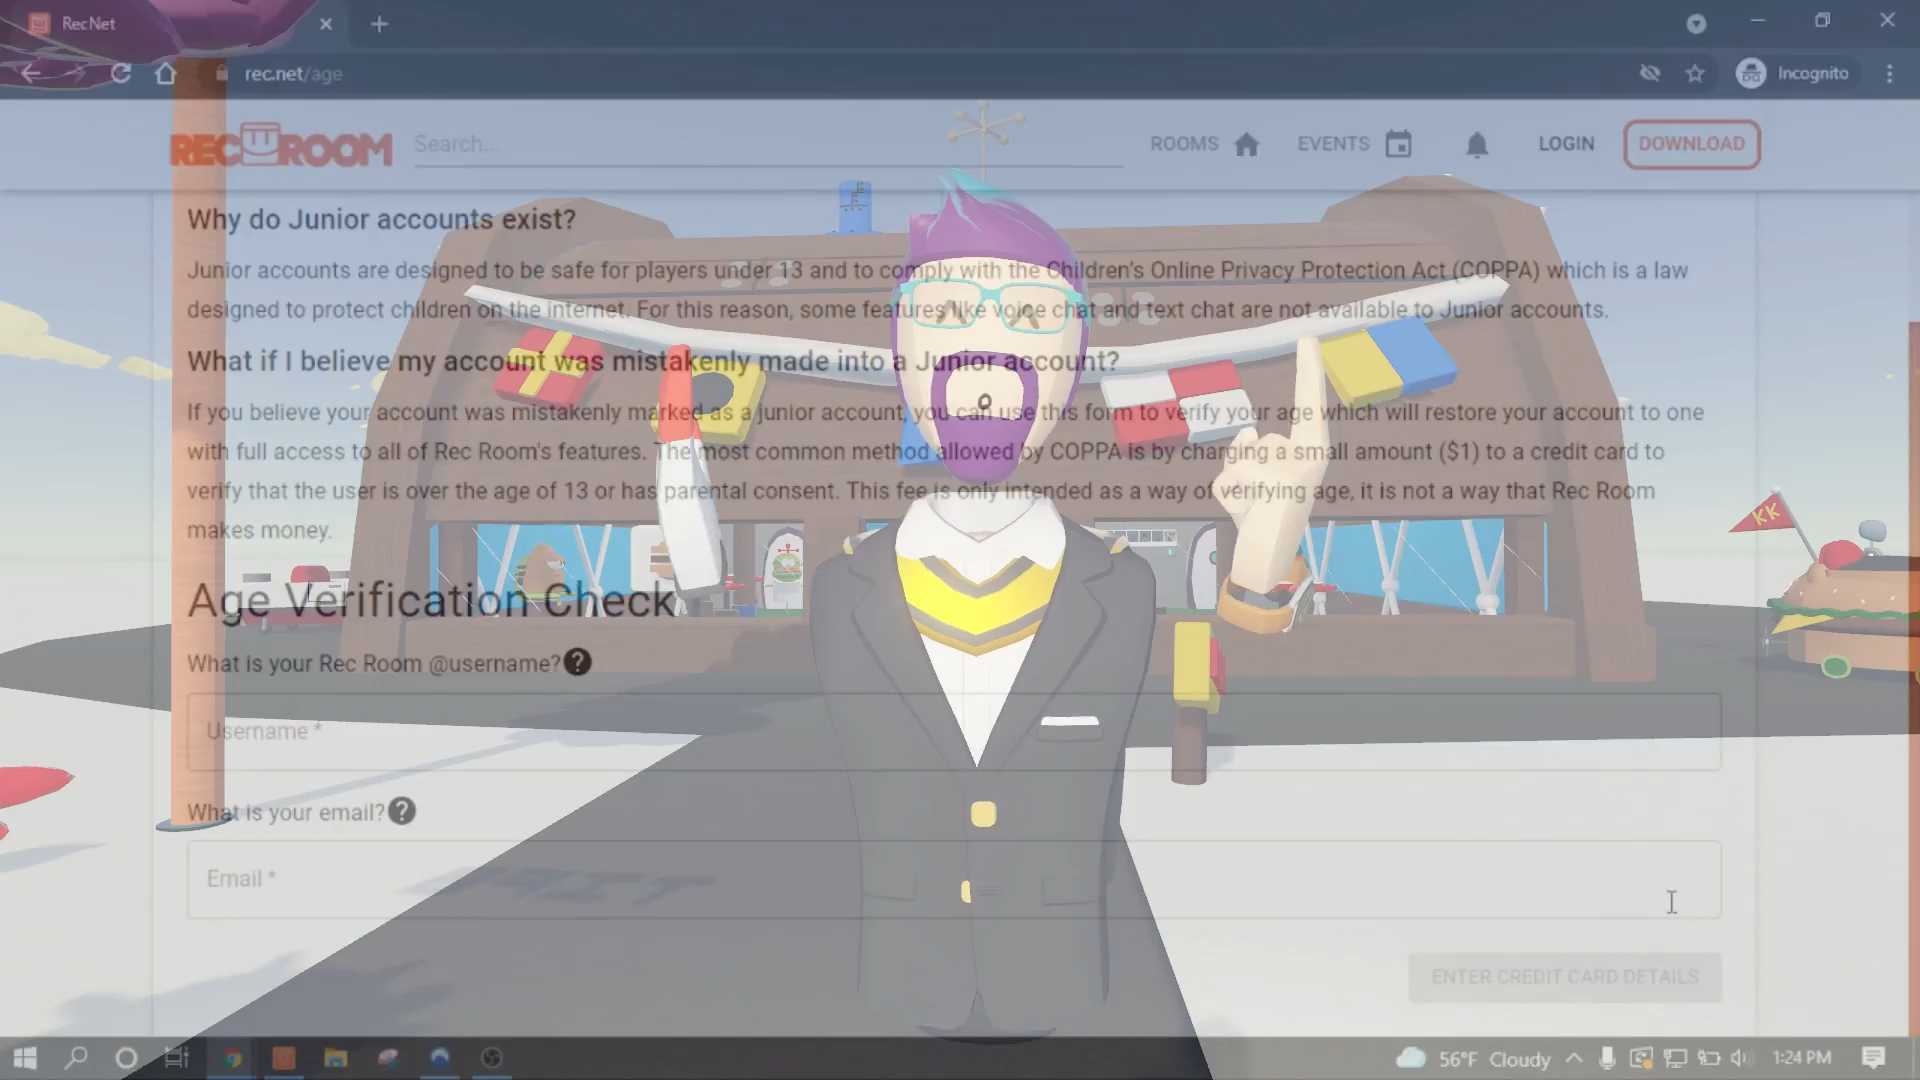 RecNet
rec.net/age
Incognito
REC ROOM
Search...
ROOMS
EVENTS
LOGIN
DOWNLOAD
Why do Junior accounts exist?
Junior accounts are designed to be safe for players under 13 and to comply with the Children's Online Privacy Protection Act (COPPA) which is a law
designed to protect children on the internet. For this reason, some features like voice chat and text chat are not available to Junior accounts.
What if I believe my account was mistakenly made into a Junior account?
If you believe your account was mistakenly marked as a junior account, you can use this form to verify your age which will restore your account to one
with full access to all of Rec Room's features. The most common method allowed by COPPA is by charging a small amount ($1) to a credit card to
verify that the user is over the age of 13 or has parental consent. This fee is only intended as a way of verifying age, it is not a way that Rec Room
makes money.
KK
Age Verification Check
What is your Rec Room @username?
Username *
What is your email?
Email *
ENTER CREDIT CARD DETAILS
56°F Cloudy
1:24 PM